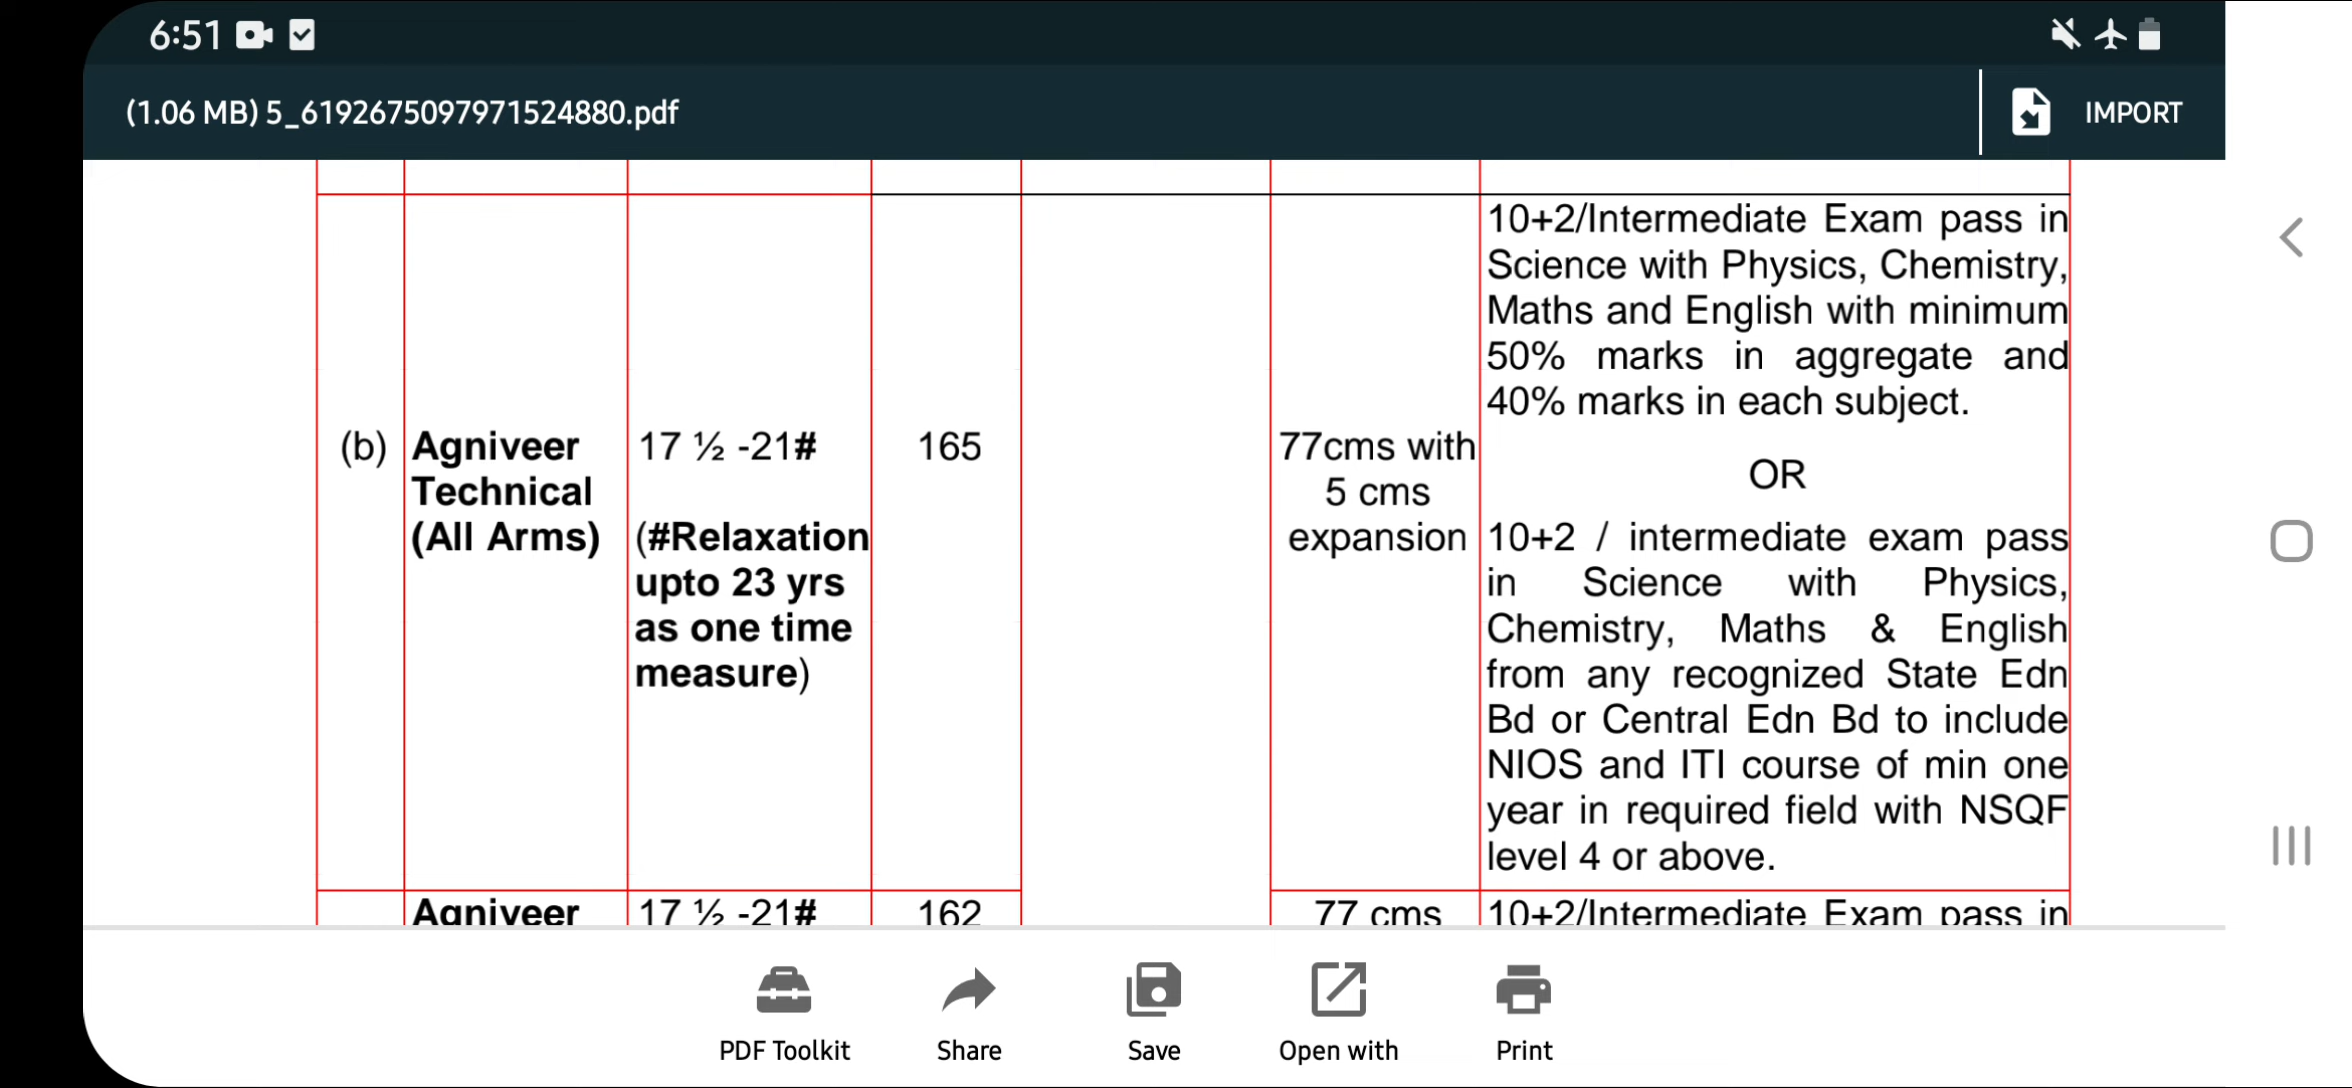 6:51
(1.06 MB) 5_6192675097971524880.pdf
IMPORT
(b)
Agniveer
Technical
(All Arms)
17 ½ -21#
(#Relaxation
upto 23 yrs
as one time
measure)
165
77cms with
5 cms
expansion
10+2/Intermediate Exam pass in
Science with Physics, Chemistry,
Maths and English with minimum
50% marks in aggregate and
40% marks in each subject.
OR
10+2 / intermediate exam pass
in Science with Physics,
Chemistry, Maths & English
from any recognized State Edn
Bd or Central Edn Bd to include
NIOS and ITI course of min one
year in required field with NSQF
level 4 or above.
Agniveer
17 ½ -21#
162
77 cms
10+2/Intermediate Exam pass in
PDF Toolkit
Share
Save
Open with
Print